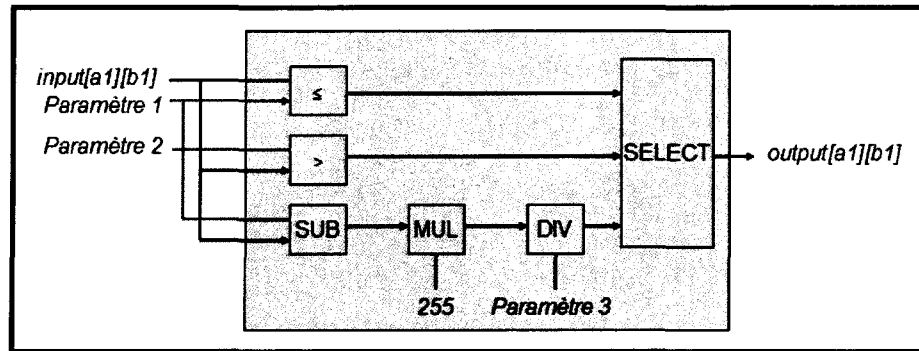 input[a1][b1]
Paramètre 1
≤
Paramètre 2
>
SELECT
output[a1][b1]
SUB
MUL
DIV
255
Paramètre 3